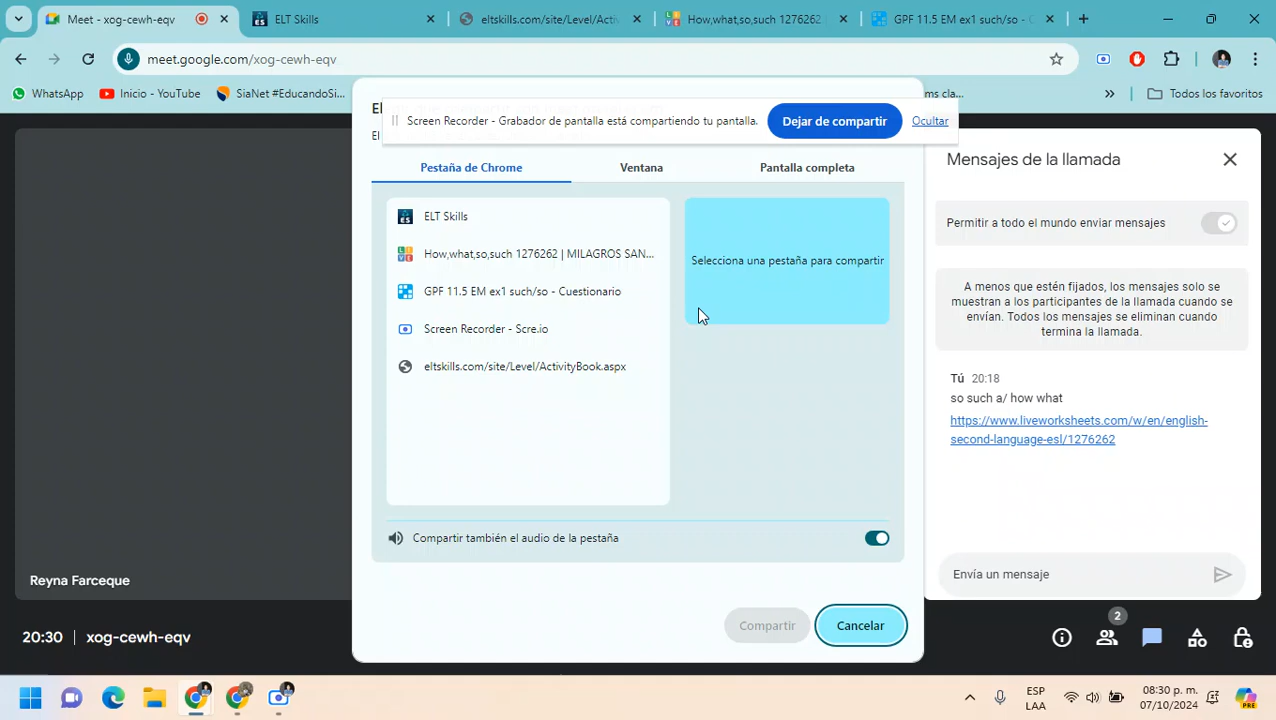 Meet - xog-cewh-eqv
ELT Skills
eltskills.com/site/Level/Activ
How,what,so,such 1276262
GPF 11.5 EM ex1 such/so - C
meet.google.com/xog-cewh-eqv
WhatsApp
Inicio - YouTube
SiaNet #EducandoSi...
ms cla...
Todos los favoritos
Screen Recorder - Grabador de pantalla está compartiendo tu pantalla.
Dejar de compartir
Ocultar
Pestaña de Chrome
Ventana
Pantalla completa
ELT Skills
How,what,so,such 1276262 | MILAGROS SAN...
GPF 11.5 EM ex1 such/so - Cuestionario
Screen Recorder - Scre.io
eltskills.com/site/Level/ActivityBook.aspx
Selecciona una pestaña para compartir
Compartir también el audio de la pestaña
Compartir
Cancelar
Mensajes de la llamada
Permitir a todo el mundo enviar mensajes
A menos que estén fijados, los mensajes solo se
muestran a los participantes de la llamada cuando se
envían. Todos los mensajes se eliminan cuando
termina la llamada.
Tú 20:18
so such a/ how what
https://www.liveworksheets.com/w/en/english-
second-language-esl/1276262
Envía un mensaje
Reyna Farceque
20:30 | xog-cewh-eqv
2
ESP
LAA
08:30 p. m.
07/10/2024
PRE